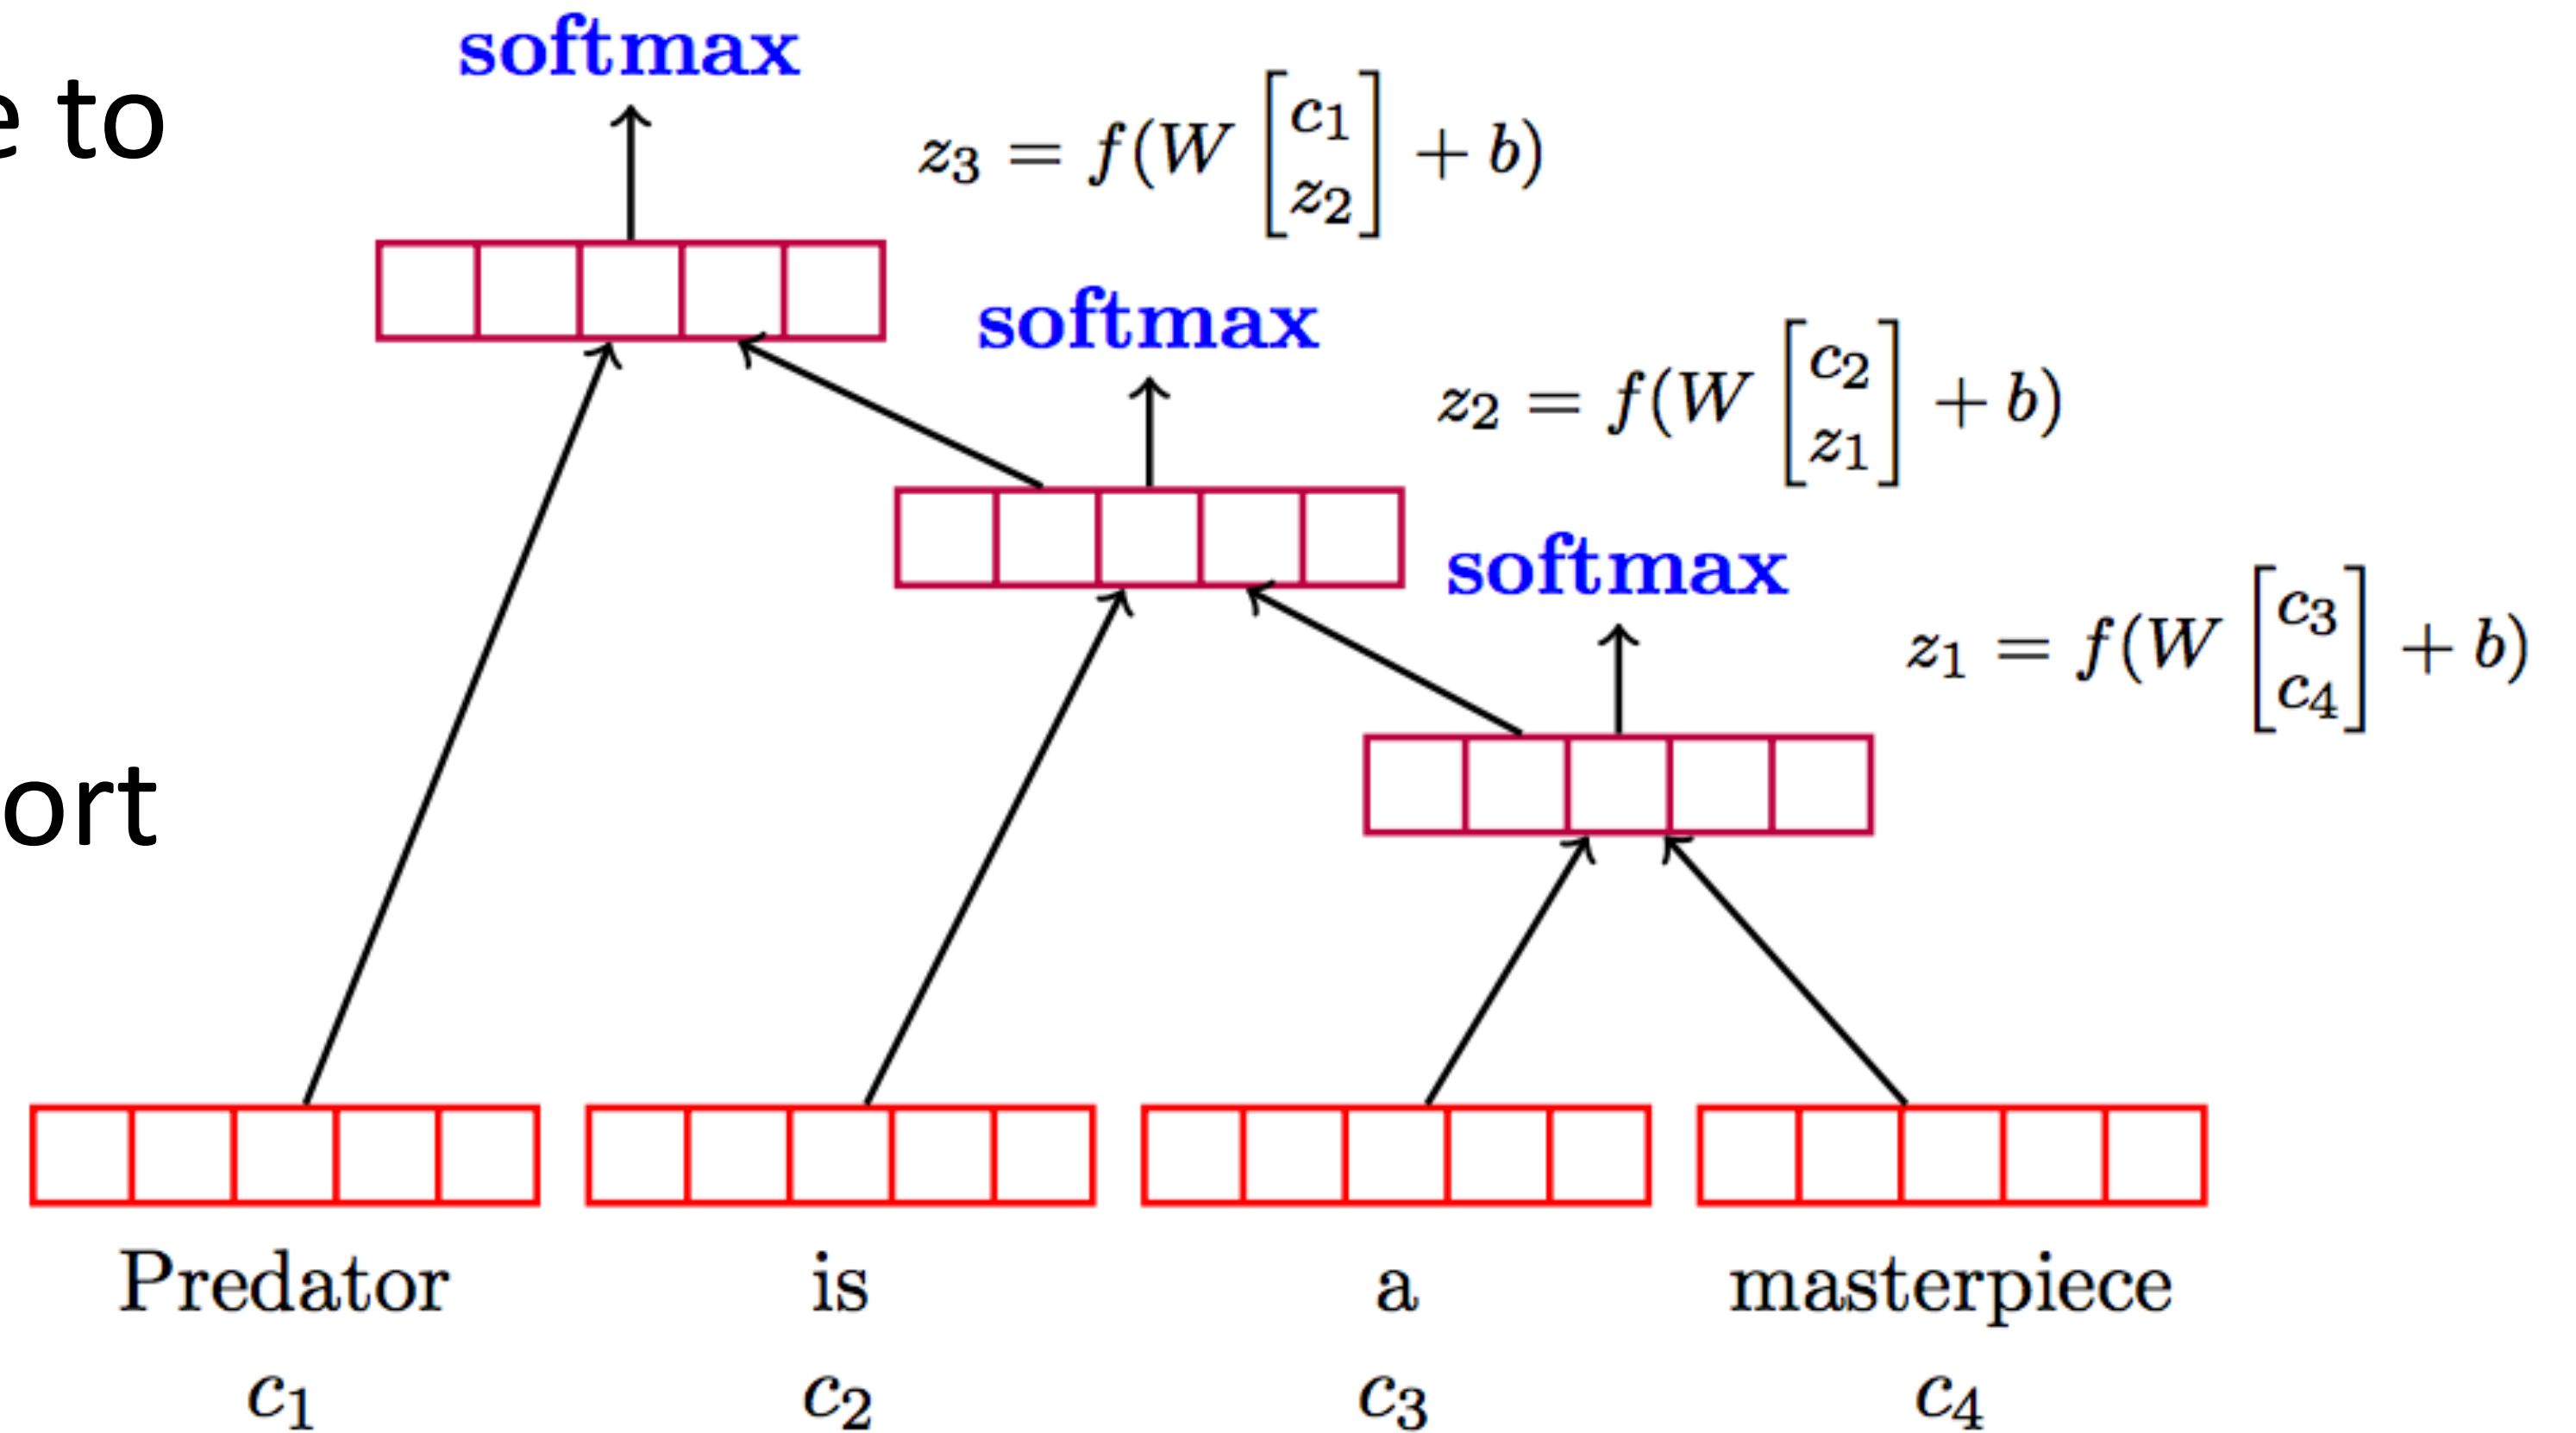 softmax
e to
z₃ = f(W [c₁ z₂] + b)
softmax
z₂ = f(W [c₂ z₁] + b)
softmax
z₁ = f(W [c₃ c₄] + b)
ort
Predator is a masterpiece
c₁ c₂ c₃ c₄